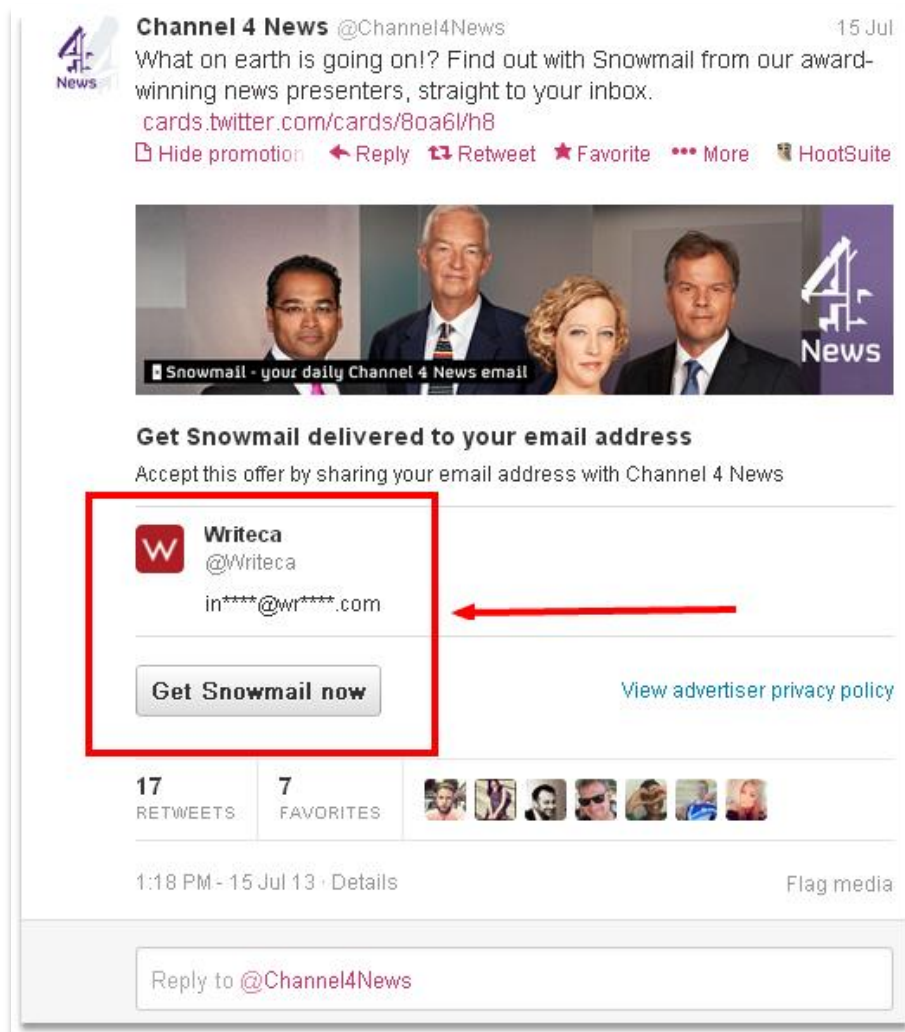 Channel 4 News @Channel4News 15 Jul
What on earth is going on!? Find out with Snowmail from our award-
winning news presenters, straight to your inbox.
cards.twitter.com/cards/8oa6l/h8
Hide promotion Reply Retweet Favorite ••• More HootSuite
4
News
4
News
Snowmail - your daily Channel 4 News email
Get Snowmail delivered to your email address
Accept this offer by sharing your email address with Channel 4 News
W
Writeca
@Writeca
in****@wr****.com
Get Snowmail now
View advertiser privacy policy
17 RETWEETS
7 FAVORITES
1:18 PM - 15 Jul 13 · Details
Flag media
Reply to @Channel4News